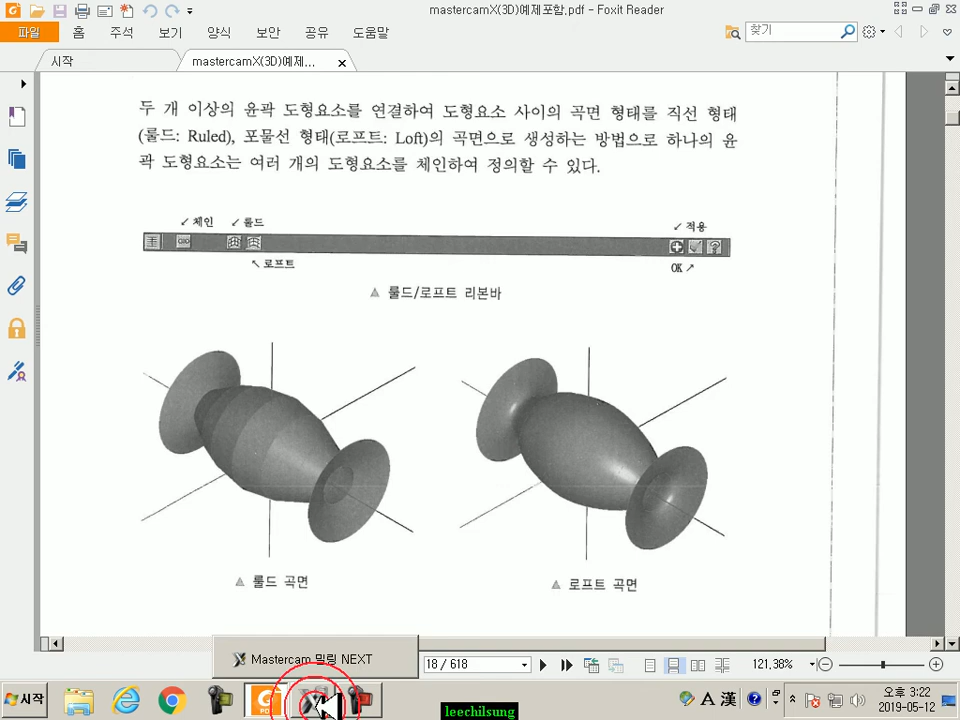 mastercamX(3D)예제포함.pdf - Foxit Reader
파일 홈 주석 보기 양식 보안 공유 도움말
찾기
시작
mastercamX(3D)예제...
두 개 이상의 윤곽 도형요소를 연결하여 도형요소 사이의 곡면 형태를 직선 형태
(룰드: Ruled), 포물선 형태(로프트: Loft)의 곡면으로 생성하는 방법으로 하나의 윤
곽 도형요소는 여러 개의 도형요소를 체인하여 정의할 수 있다.
↙체인 ↙룰드
↙적용
↖로프트
OK↗
▲ 룰드/로프트 리본바
▲ 룰드 곡면
▲ 로프트 곡면
Mastercam 밀링 NEXT
18 / 618
121,38%
시작
A 漢
오후 3:22
2019-05-12
leechilsung